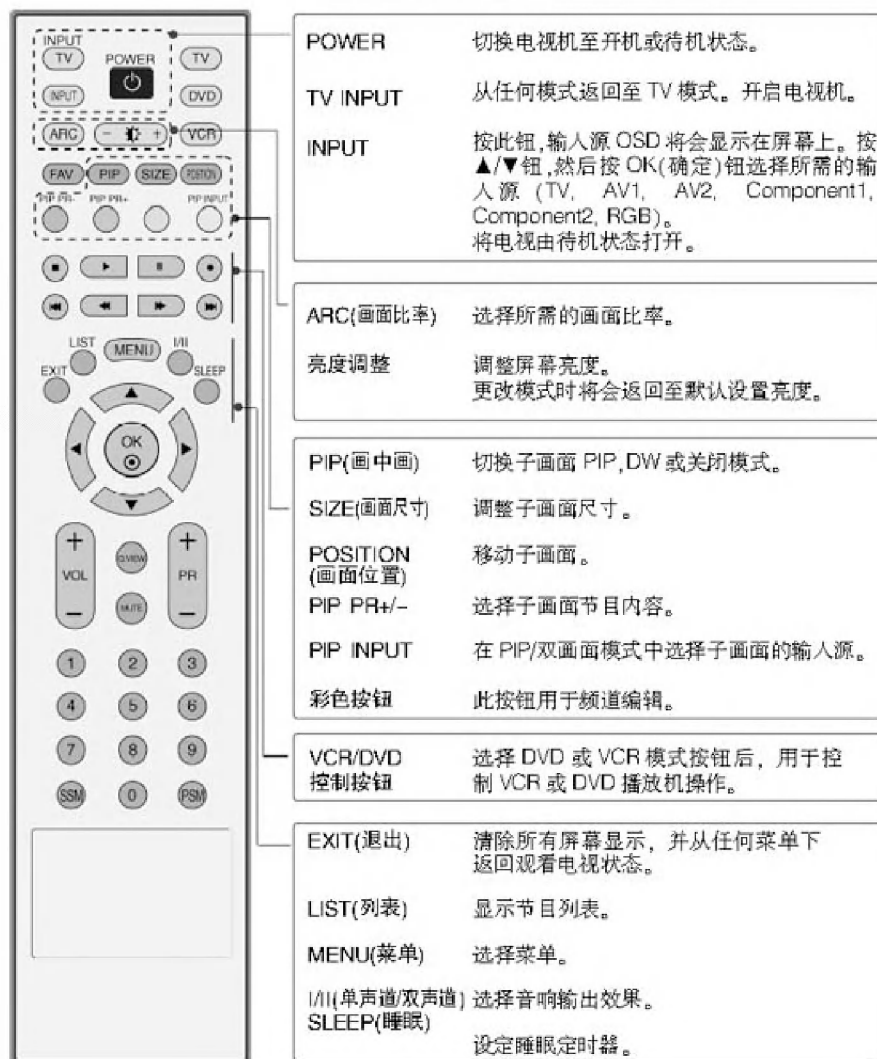 INPUT
TV
POWER
TV
INPUT
DVD
ARC
- +
VCR
FAV
PIP
SIZE
POSITION
PIP PR-
PIP PR+
PIP INPUT
LIST
MENU
I/II
EXIT
SLEEP
OK
+
VOL
-
Q.VIEW
MUTE
+
PR
-
1
2
3
4
5
6
7
8
9
SSM
0
PSM
POWER 切换电视机至开机或待机状态。
TV INPUT 从任何模式返回至 TV 模式。开启电视机。
INPUT 按此钮,输入源 OSD 将会显示在屏幕上。按
▲/▼钮,然后按 OK(确定)钮选择所需的输
入源 (TV, AV1, AV2, Component1,
Component2, RGB)。
将电视由待机状态打开。
ARC(画面比率) 选择所需的画面比率。
亮度调整 调整屏幕亮度。
更改模式时将会返回至默认设置亮度。
PIP(画中画) 切换子画面 PIP,DW 或关闭模式。
SIZE(画面尺寸) 调整子画面尺寸。
POSITION 移动子画面。
(画面位置)
PIP PR+/- 选择子画面节目内容。
PIP INPUT 在 PIP/双画面模式中选择子画面的输入源。
彩色按钮 此按钮用于频道编辑。
VCR/DVD 选择 DVD 或 VCR 模式按钮后，用于控
控制按钮 制 VCR 或 DVD 播放机操作。
EXIT(退出) 清除所有屏幕显示，并从任何菜单下
返回观看电视状态。
LIST(列表) 显示节目列表。
MENU(菜单) 选择菜单。
I/II(单声道/双声道) 选择音响输出效果。
SLEEP(睡眠)
设定睡眠定时器。